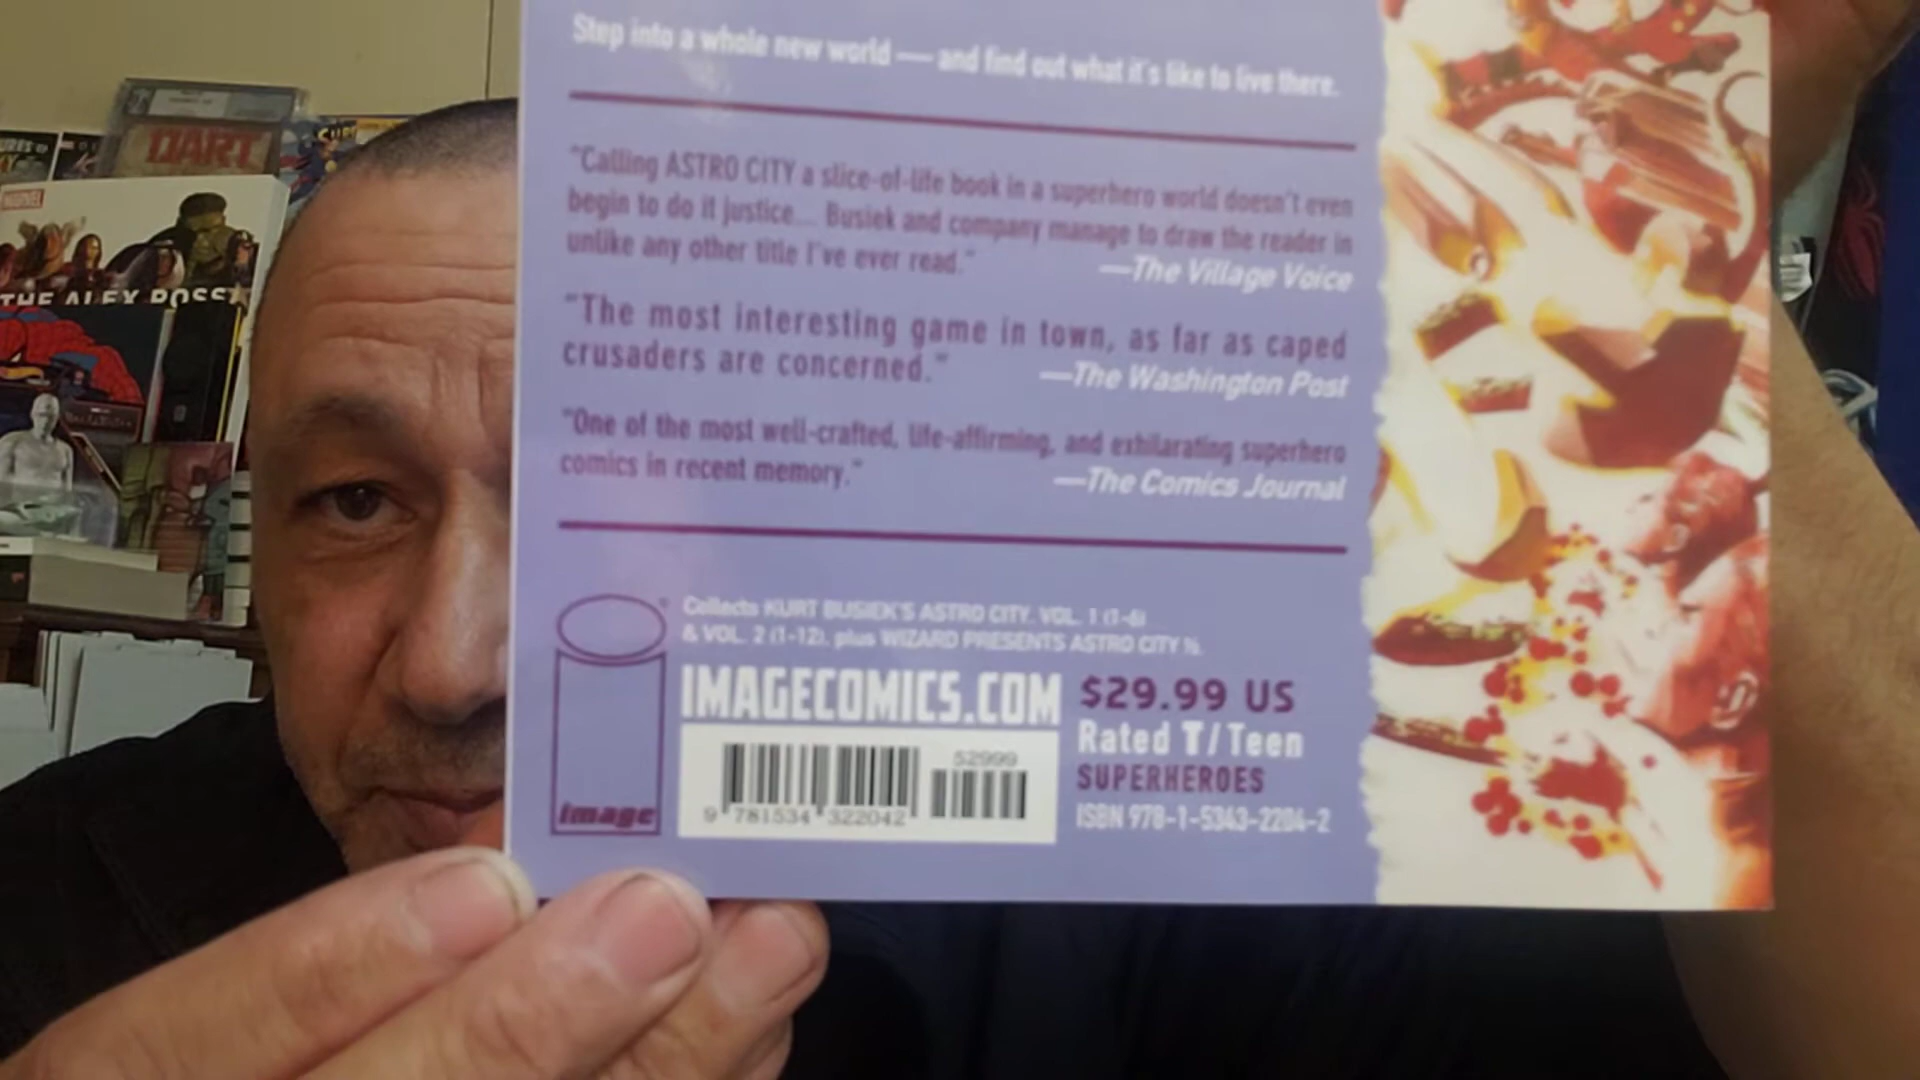 Step into a whole new world — and find out what it's like to live there.
"Calling ASTRO CITY a slice-of-life book in a superhero world doesn't even
begin to do it justice... Busiek and company manage to draw the reader in
unlike any other title I've ever read."
—The Village Voice
"The most interesting game in town, as far as caped
crusaders are concerned."
—The Washington Post
"One of the most well-crafted, life-affirming, and exhilarating superhero
comics in recent memory."
—The Comics Journal
Collects KURT BUSIEK'S ASTRO CITY, VOL. 1 (1-6)
& VOL. 2 (1-12), plus WIZARD PRESENTS ASTRO CITY ½.
IMAGECOMICS.COM
$29.99 US
Rated T/Teen
SUPERHEROES
ISBN 978-1-5343-2204-2
52999
9 781534 322042
image
DART
MARVEL
THE ALEX ROSS